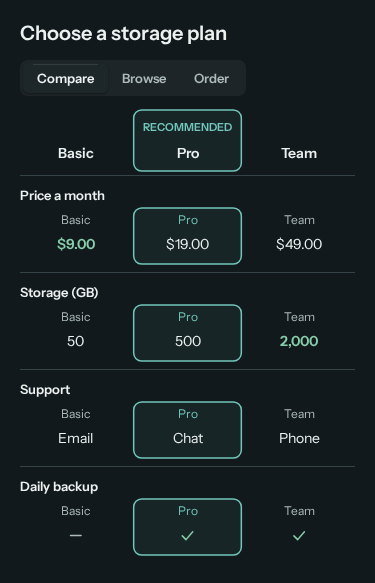 Choose a storage plan
Compare Browse Order
RECOMMENDED
Basic Pro Team
Price a month
Basic Pro Team
$9.00 $19.00 $49.00
Storage (GB)
Basic Pro Team
50 500 2,000
Support
Basic Pro Team
Email Chat Phone
Daily backup
Basic Pro Team
— ✓ ✓